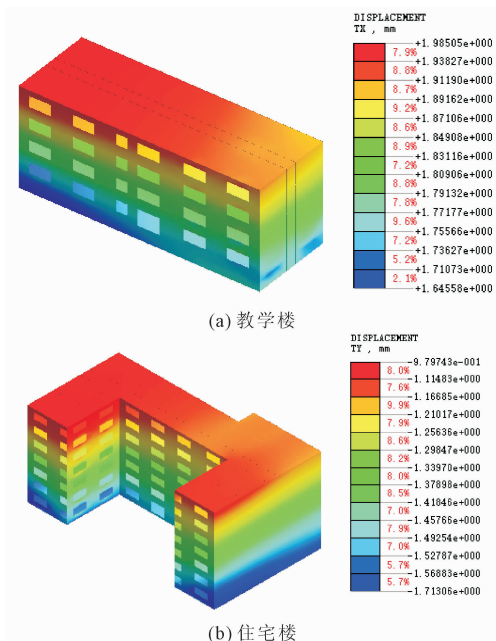 DISPLACEMENT
TX , mm
+1.98505e+000
7.9%
+1.93827e+000
8.8%
+1.91190e+000
8.7%
+1.89162e+000
9.2%
+1.87106e+000
8.6%
+1.84908e+000
8.9%
+1.83116e+000
7.2%
+1.80906e+000
8.8%
+1.79132e+000
7.8%
+1.77177e+000
9.6%
+1.75566e+000
7.2%
+1.73627e+000
5.2%
+1.71073e+000
2.1%
+1.64558e+000
(a) 教学楼
DISPLACEMENT
TY , mm
-9.79743e-001
8.0%
-1.11483e+000
7.6%
-1.16685e+000
9.9%
-1.21017e+000
7.9%
-1.25636e+000
8.6%
-1.29847e+000
8.2%
-1.33970e+000
8.0%
-1.37898e+000
8.5%
-1.41846e+000
7.0%
-1.45766e+000
7.9%
-1.49254e+000
7.0%
-1.52787e+000
5.7%
-1.56883e+000
5.7%
-1.71306e+000
(b) 住宅楼